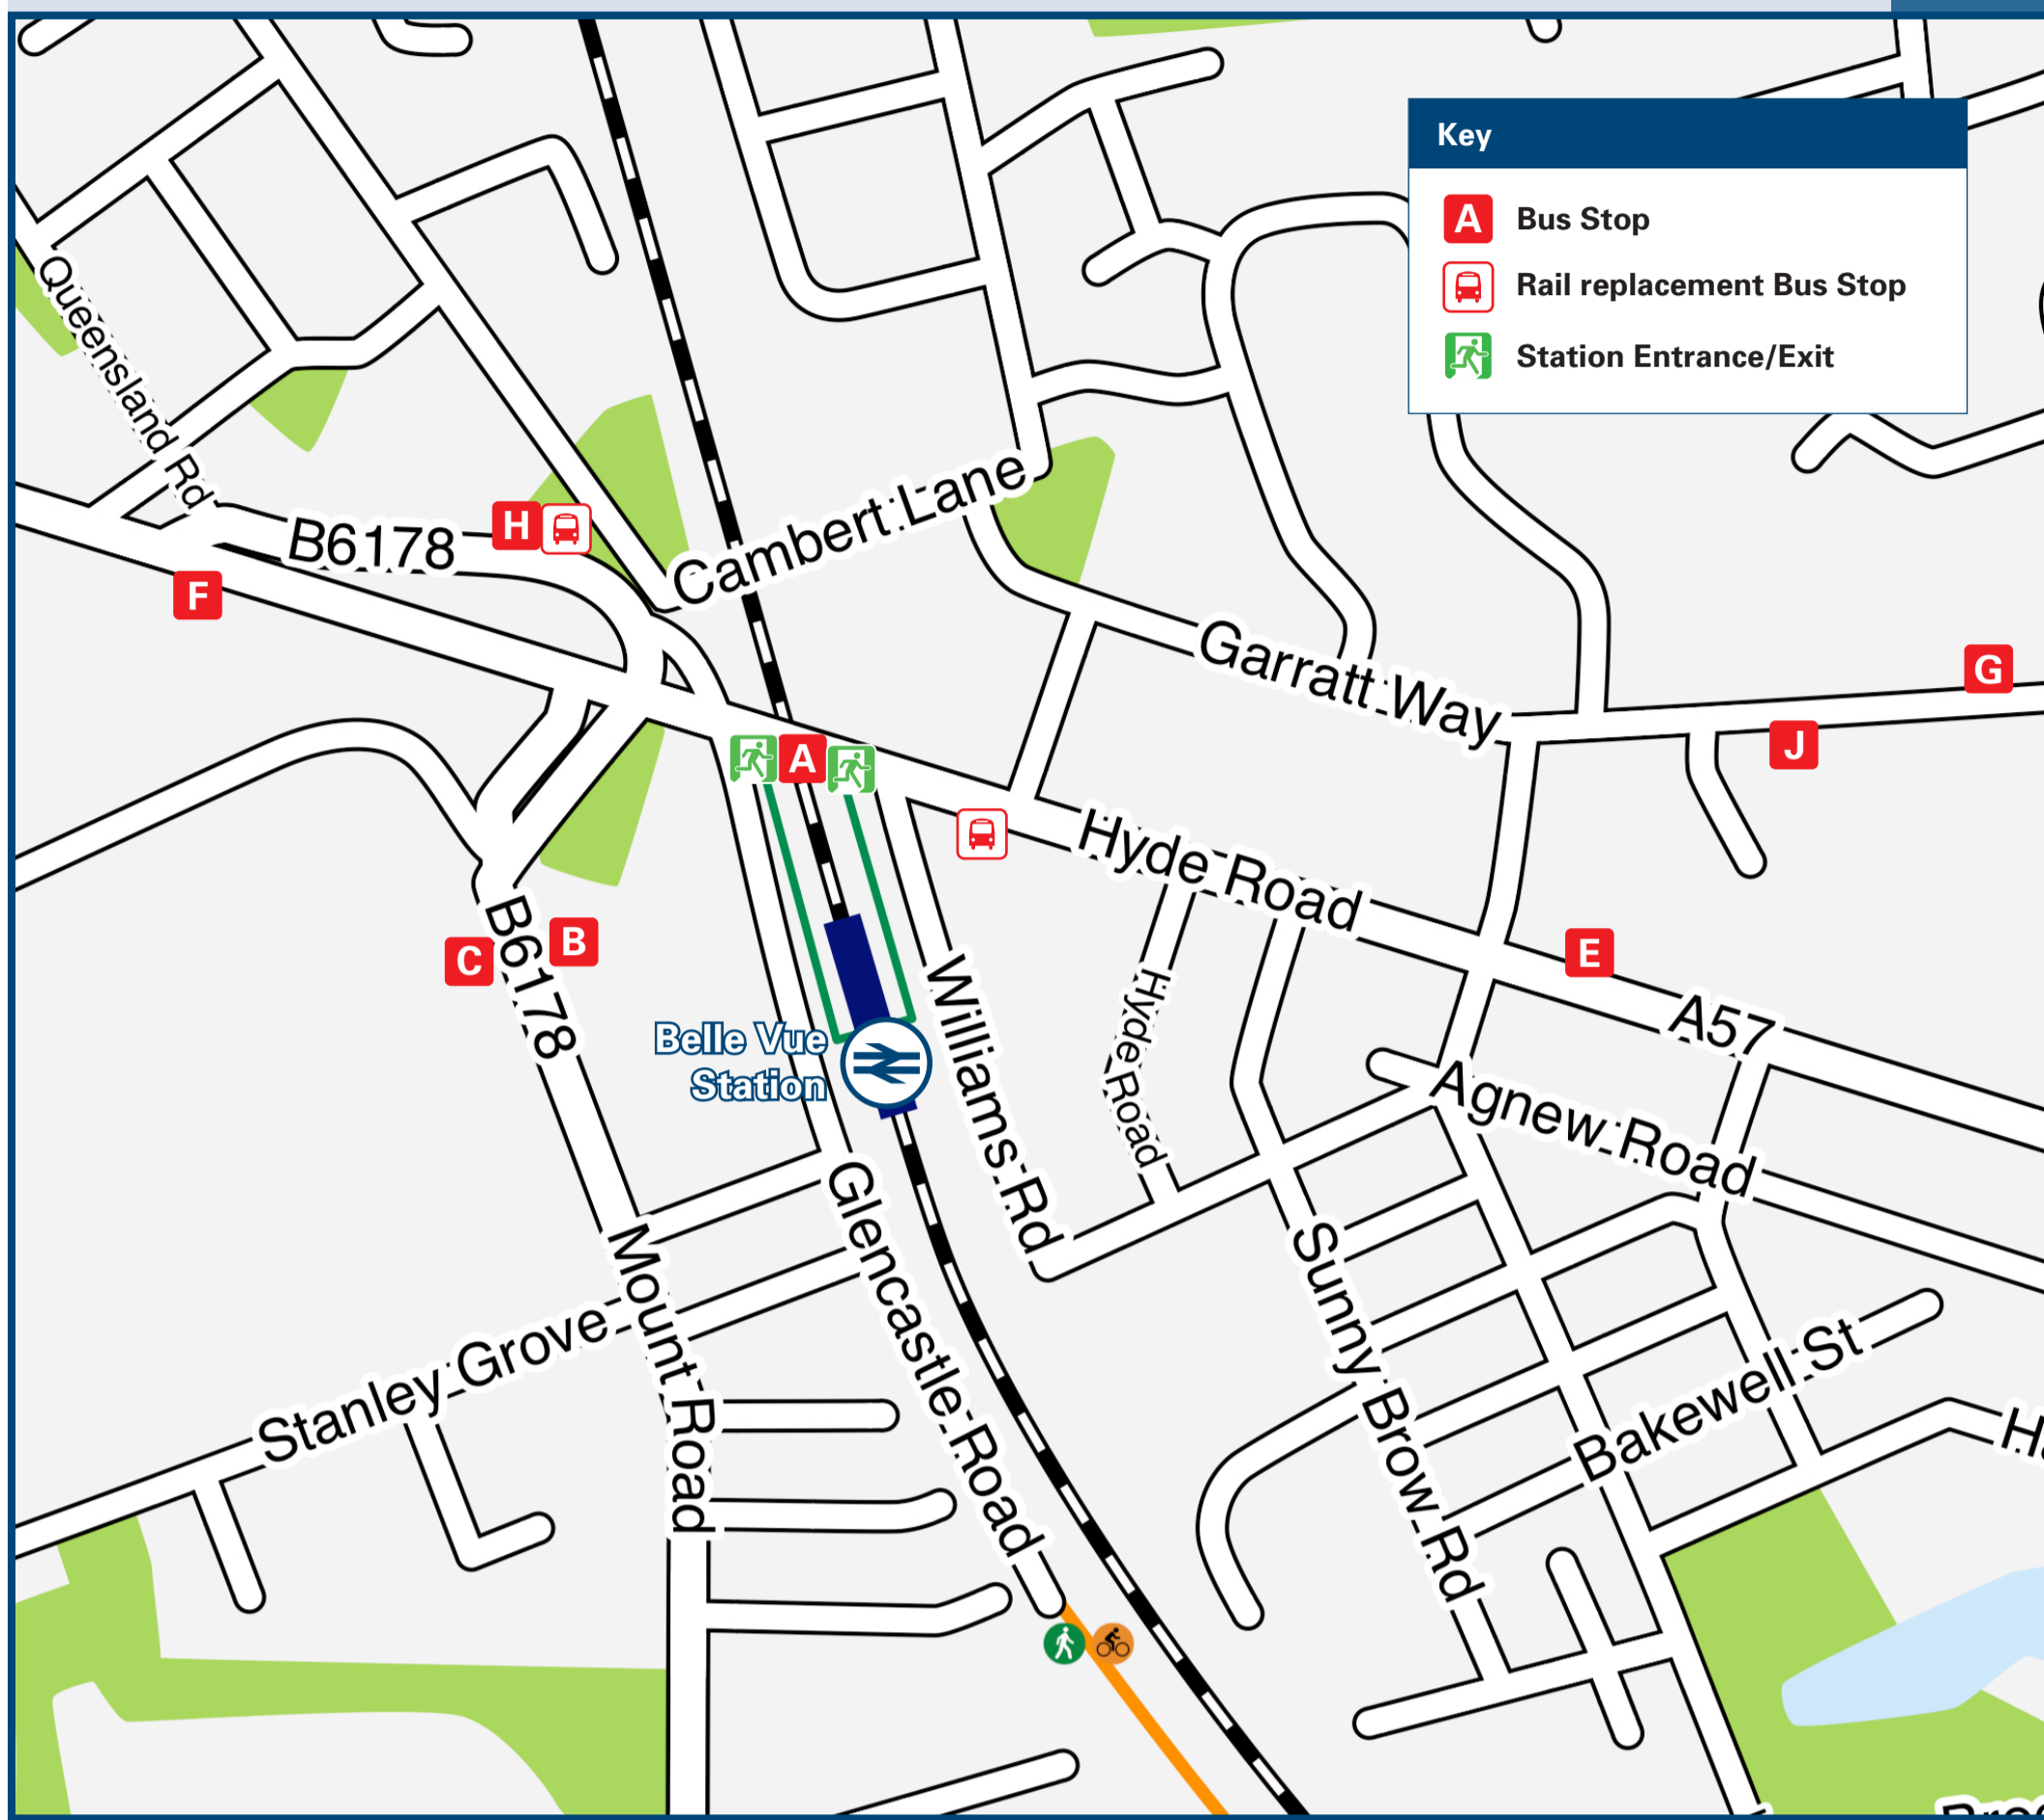 Key
A Bus Stop
Rail replacement Bus Stop
Station Entrance/Exit
Queensland Rd
B6178
H
F
Cambert Lane
Garratt Way
G
J
A
Hyde Road
E
A57
C
B
B6178
Belle Vue
Station
Williams Rd
Hyde Road
Agnew Road
Glencastle Road
Mount Road
Stanley Grove
Sunny Brow Rd
Bakewell St